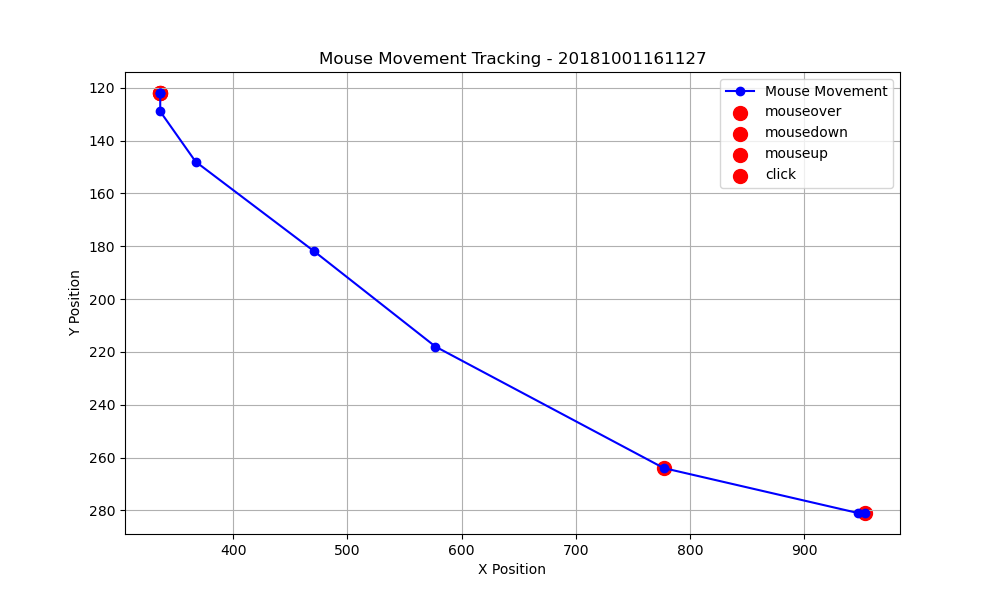 Mouse Movement Tracking - 20181001161127
Mouse Movement
mouseover
mousedown
mouseup
click
Y Position
120
140
160
180
200
220
240
260
280
400
500
600
700
800
900
X Position